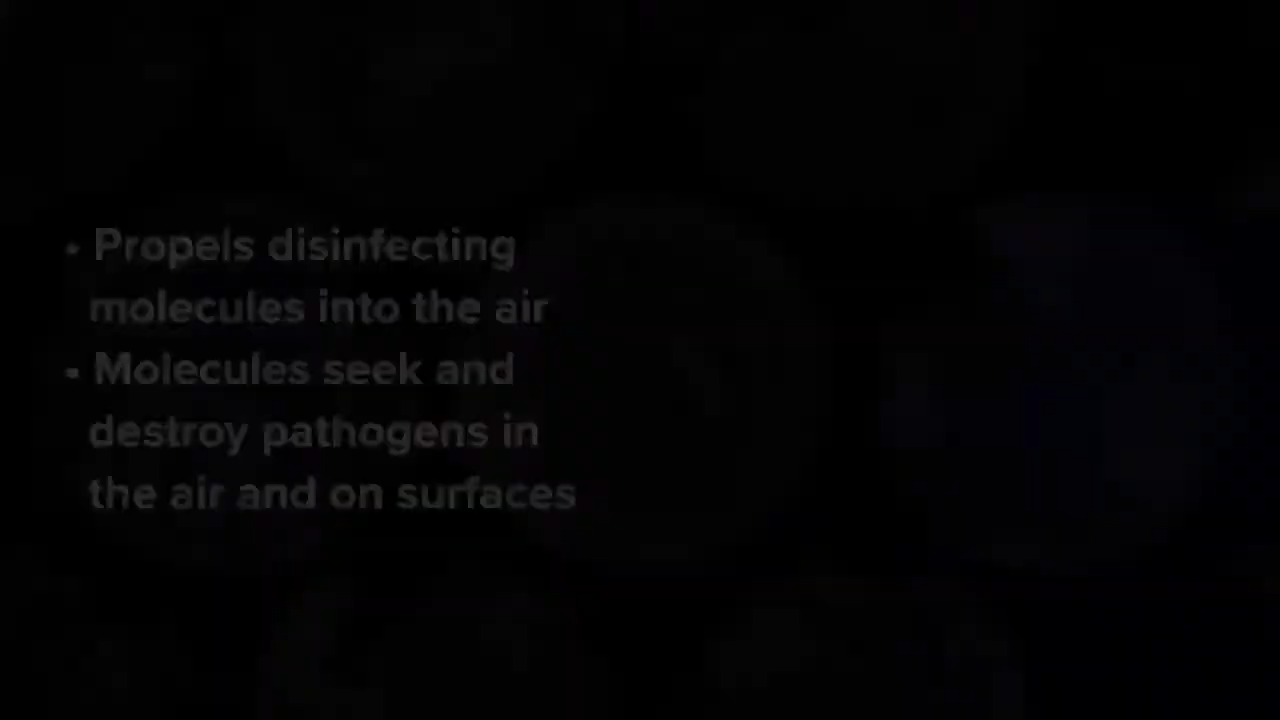 • Propels disinfecting
molecules into the air
• Molecules seek and
destroy pathogens in
the air and on surfaces